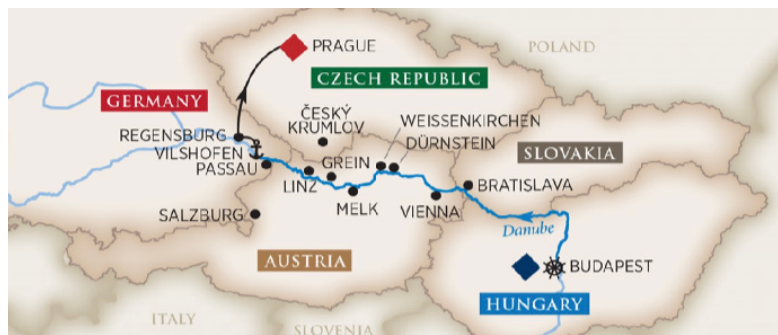 PRAGUE
POLAND
CZECH REPUBLIC
GERMANY
ČESKÝ
KRUMLOV
WEISSENKIRCHEN
DÜRNSTEIN
REGENSBURG
VILSHOFEN
PASSAU
GREIN
SLOVAKIA
LINZ
BRATISLAVA
MELK
VIENNA
SALZBURG
Danube
AUSTRIA
BUDAPEST
HUNGARY
ITALY
SLOVENIA